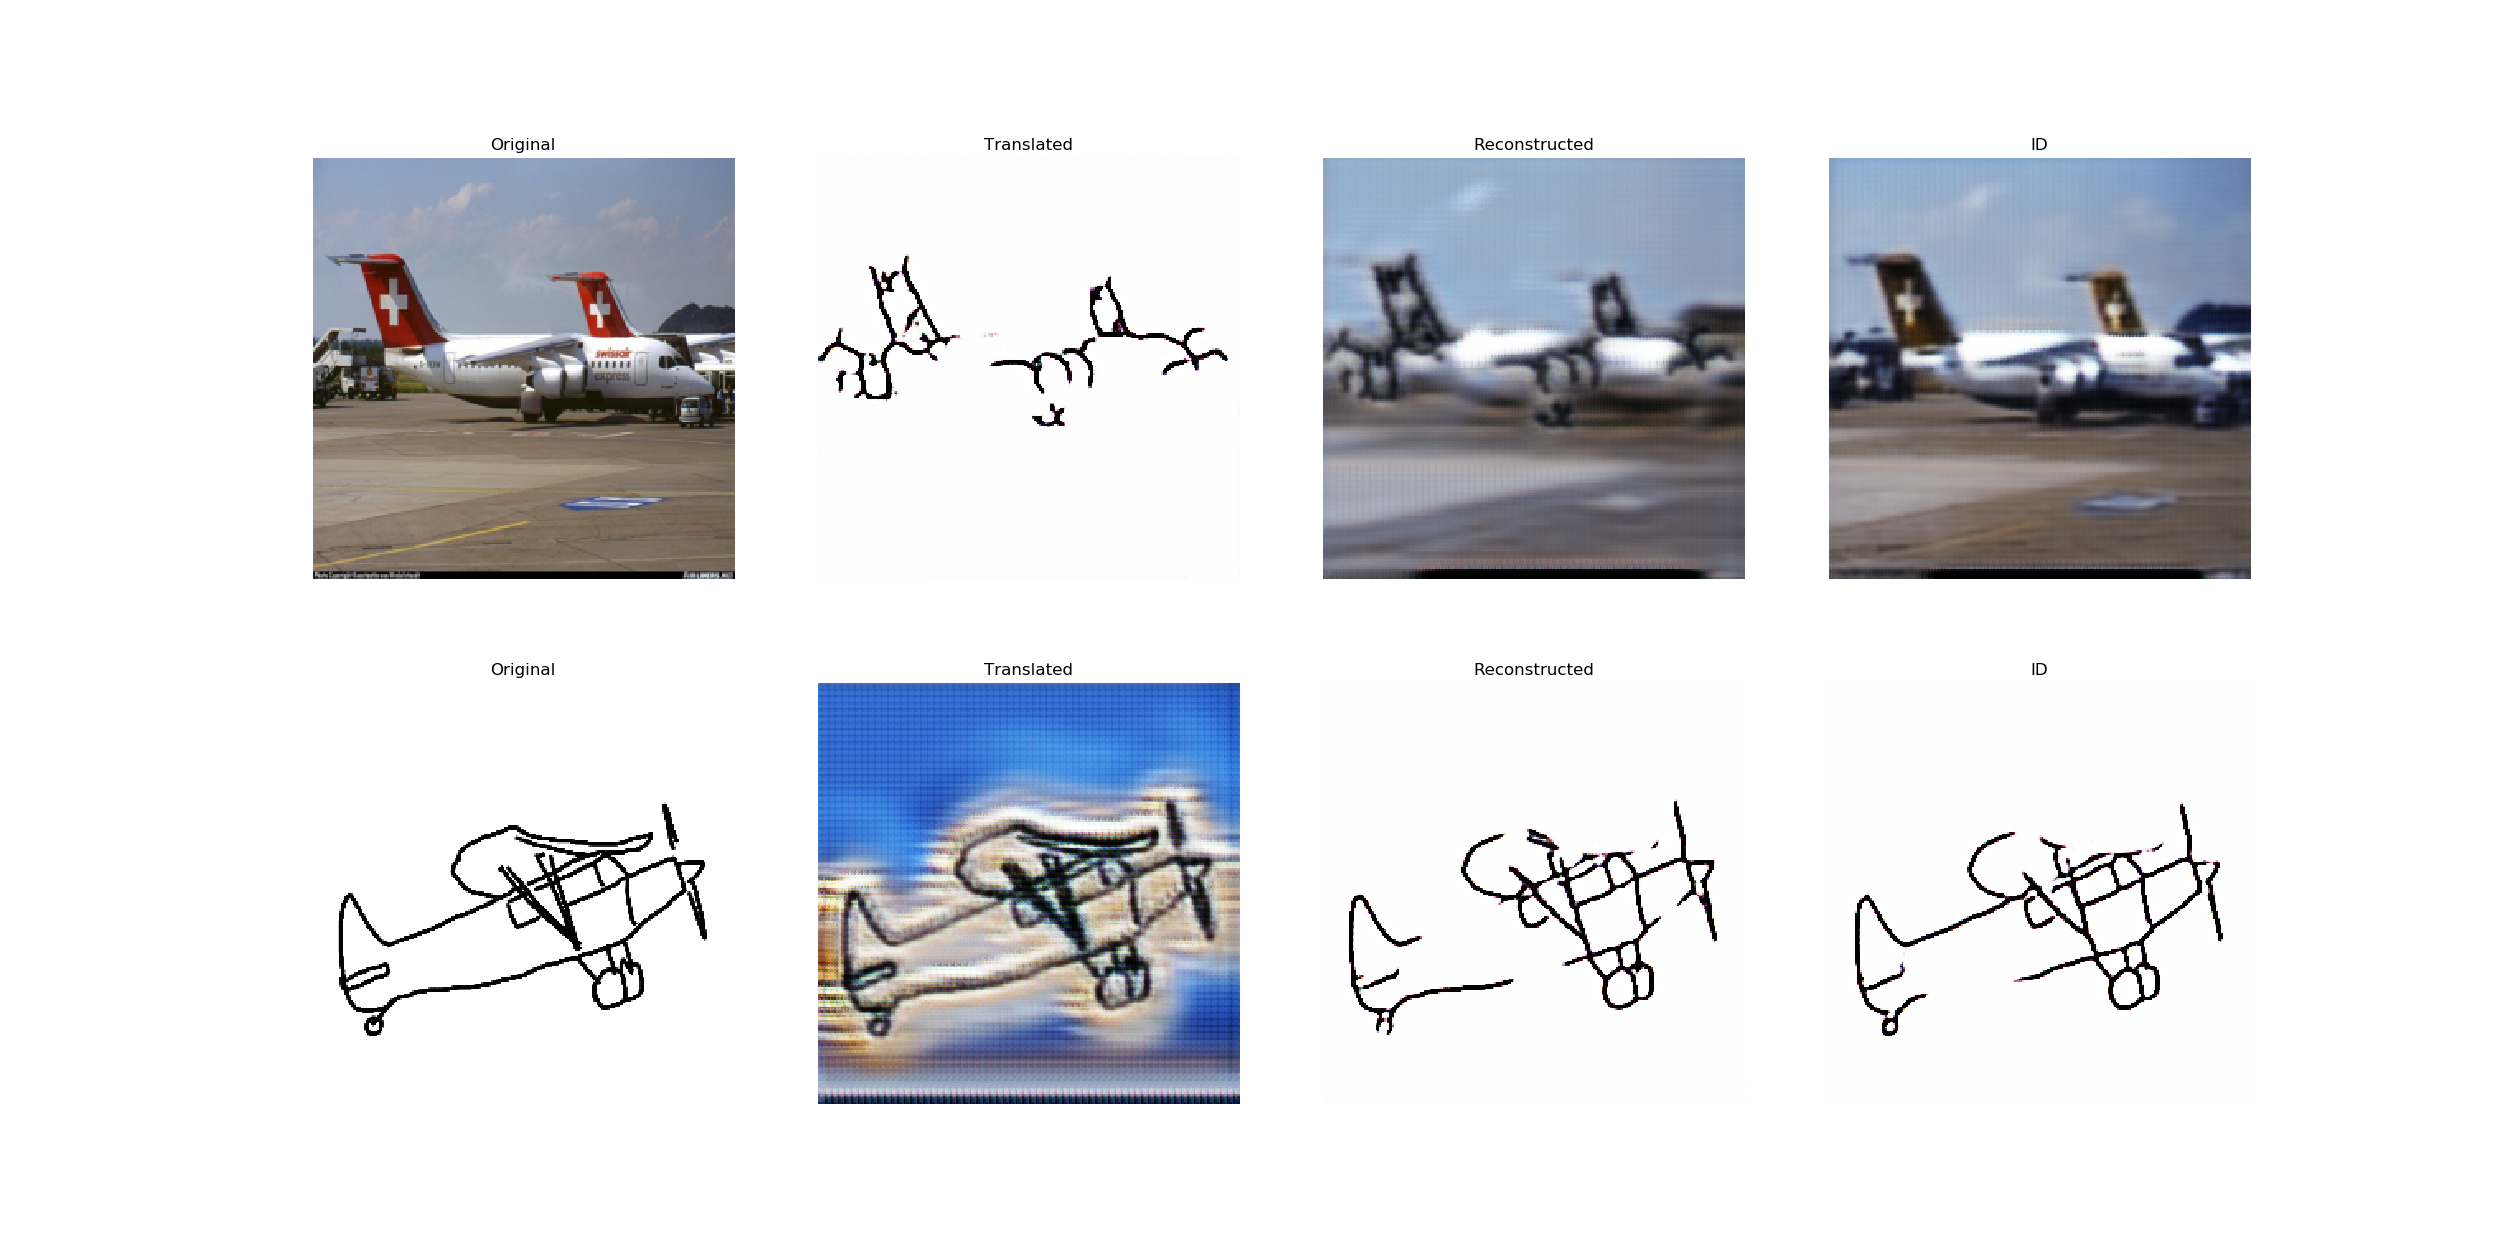 Original
Translated
Reconstructed
ID
swissair
express
Original
Translated
Reconstructed
ID